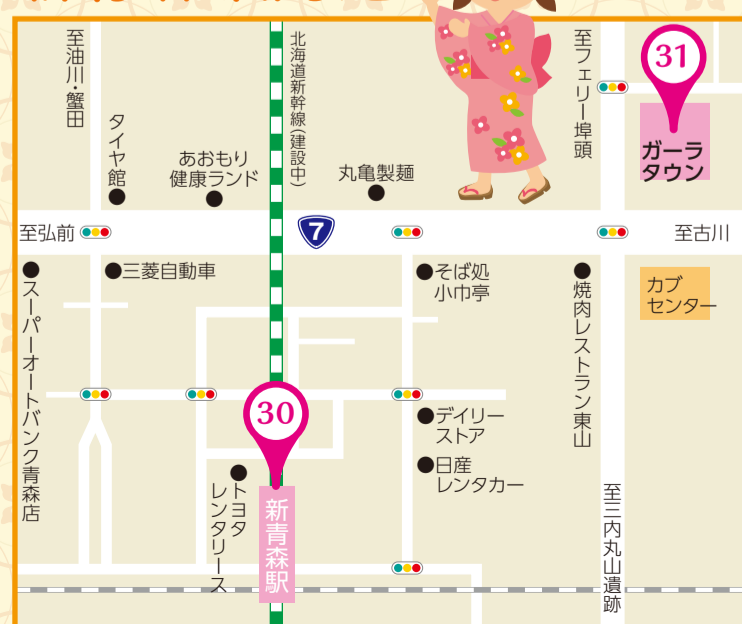 至油川・蟹田
タイヤ館
あおもり
健康ランド
北海道新幹線(建設中)
丸亀製麺
至フェリー埠頭
31
ガーラ
タウン
至弘前
7
至古川
スーパーオートバンク青森店
三菱自動車
そば処
小巾亭
焼肉レストラン東山
カブ
センター
30
デイリー
ストア
日産
レンタカー
トヨタ
レンタリース
新青森駅
至三内丸山遺跡